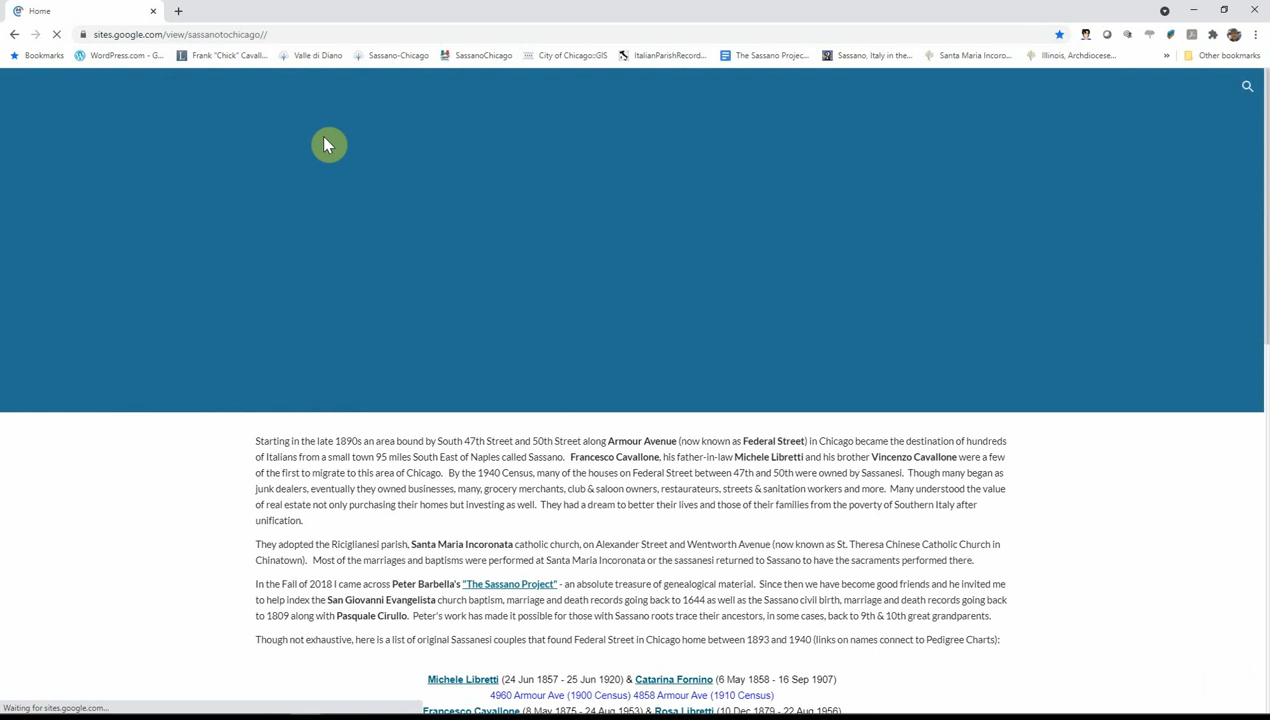 Home
sites.google.com/view/sassanotochicago//
Bookmarks WordPress.com - G... Frank "Chick" Cavall... Valle di Diano Sassano-Chicago SassanoChicago City of Chicago:GIS ItalianParishRecord... The Sassano Projec... Sassano, Italy in the... Santa Maria Incoro... Illinois, Archdiocese... » Other bookmarks
Starting in the late 1890s an area bound by South 47th Street and 50th Street along Armour Avenue (now known as Federal Street) in Chicago became the destination of hundreds
of Italians from a small town 95 miles South East of Naples called Sassano. Francesco Cavallone, his father-in-law Michele Libretti and his brother Vincenzo Cavallone were a few
of the first to migrate to this area of Chicago. By the 1940 Census, many of the houses on Federal Street between 47th and 50th were owned by Sassanesi. Though many began as
junk dealers, eventually they owned businesses, many, grocery merchants, club & saloon owners, restaurateurs, streets & sanitation workers and more. Many understood the value
of real estate not only purchasing their homes but investing as well. They had a dream to better their lives and those of their families from the poverty of Southern Italy after
unification.
They adopted the Riciglianesi parish, Santa Maria Incoronata catholic church, on Alexander Street and Wentworth Avenue (now known as St. Theresa Chinese Catholic Church in
Chinatown). Most of the marriages and baptisms were performed at Santa Maria Incoronata or the sassanesi returned to Sassano to have the sacraments performed there.
In the Fall of 2018 I came across Peter Barbella's "The Sassano Project" - an absolute treasure of genealogical material. Since then we have become good friends and he invited me
to help index the San Giovanni Evangelista church baptism, marriage and death records going back to 1644 as well as the Sassano civil birth, marriage and death records going back
to 1809 along with Pasquale Cirullo. Peter's work has made it possible for those with Sassano roots trace their ancestors, in some cases, back to 9th & 10th great grandparents.
Though not exhaustive, here is a list of original Sassanesi couples that found Federal Street in Chicago home between 1893 and 1940 (links on names connect to Pedigree Charts):
Michele Libretti (24 Jun 1857 - 25 Jun 1920) & Catarina Fornino (6 May 1858 - 16 Sep 1907)
4960 Armour Ave (1900 Census) 4858 Armour Ave (1910 Census)
Francesco Cavallone (8 May 1875 - 24 Aug 1953) & Rosa Libretti (10 Dec 1879 - 22 Aug 1956)
Waiting for sites.google.com...